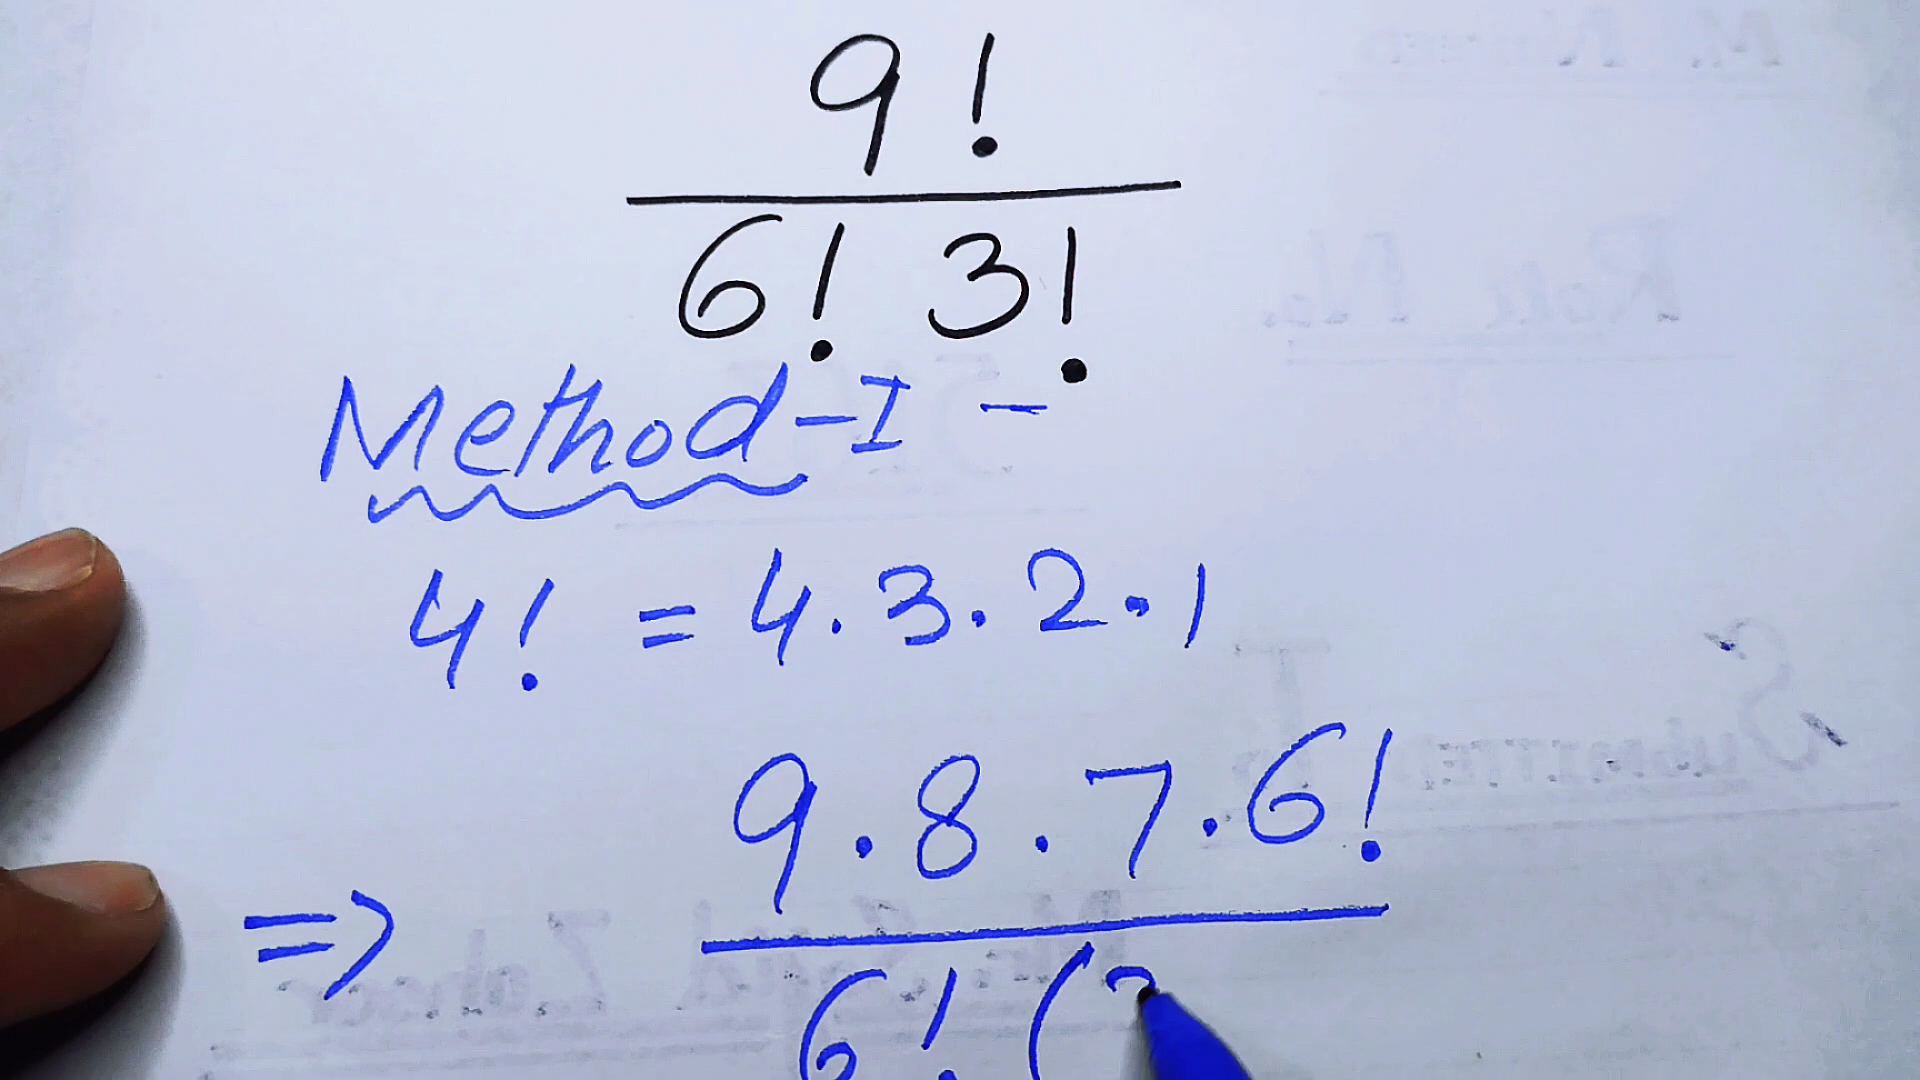 9!
6! 3!
Method-I -
4! = 4.3.2.1
9.8.7.6!
=>
6! (